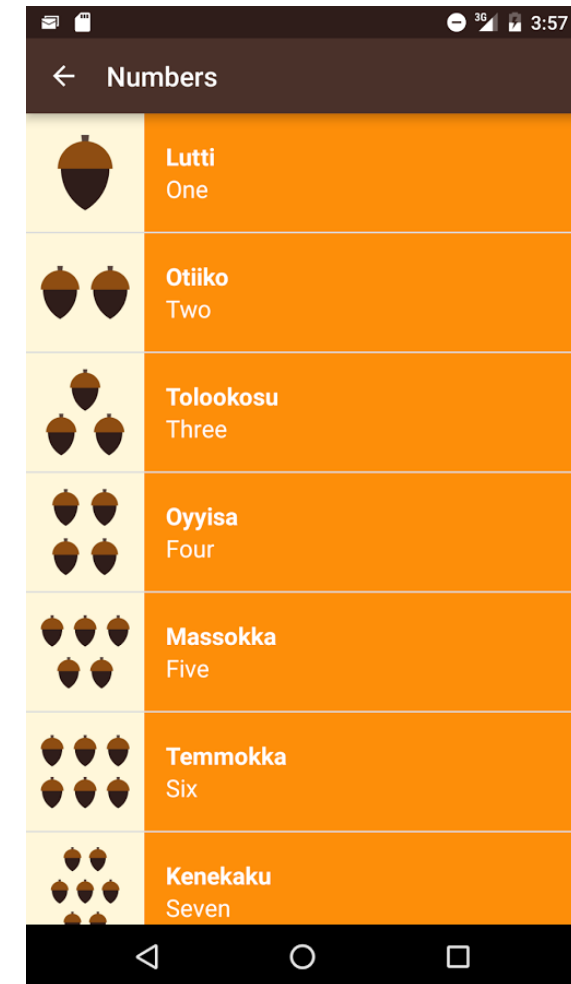 3G 3:57
Numbers
Lutti
One
Otiiko
Two
Tolookosu
Three
Oyyisa
Four
Massokka
Five
Temmokka
Six
Kenekaku
Seven